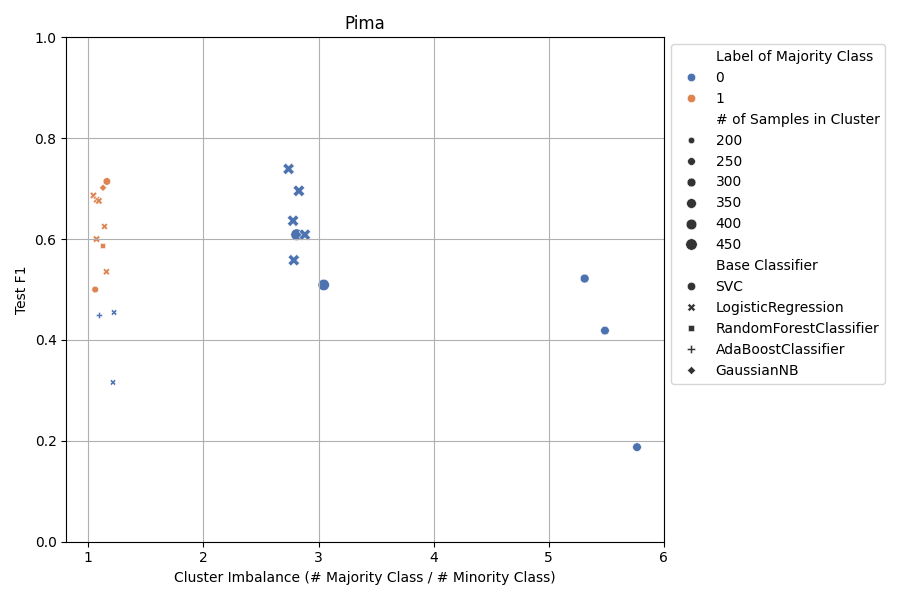 Pima
1.0
0.8
0.6
0.4
0.2
0.0
Test F1
1
2
3
4
5
6
Cluster Imbalance (# Majority Class / # Minority Class)
Label of Majority Class
0
1
# of Samples in Cluster
200
250
300
350
400
450
Base Classifier
SVC
LogisticRegression
RandomForestClassifier
AdaBoostClassifier
GaussianNB